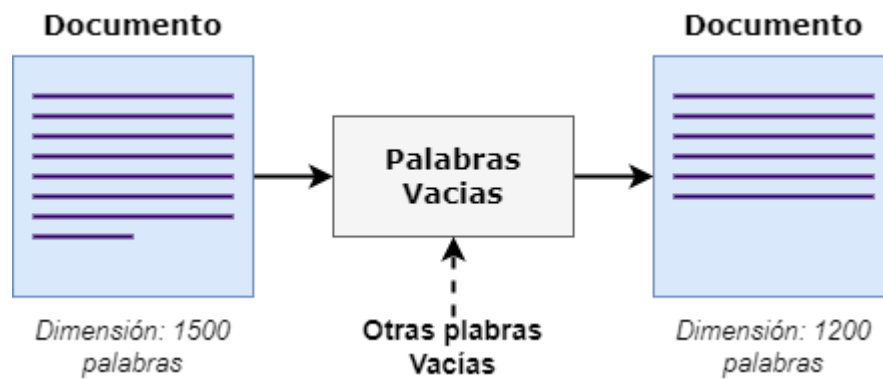 Documento
Documento
Palabras
Vacias
Dimensión: 1500
palabras
Otras plabras
Vacías
Dimensión: 1200
palabras